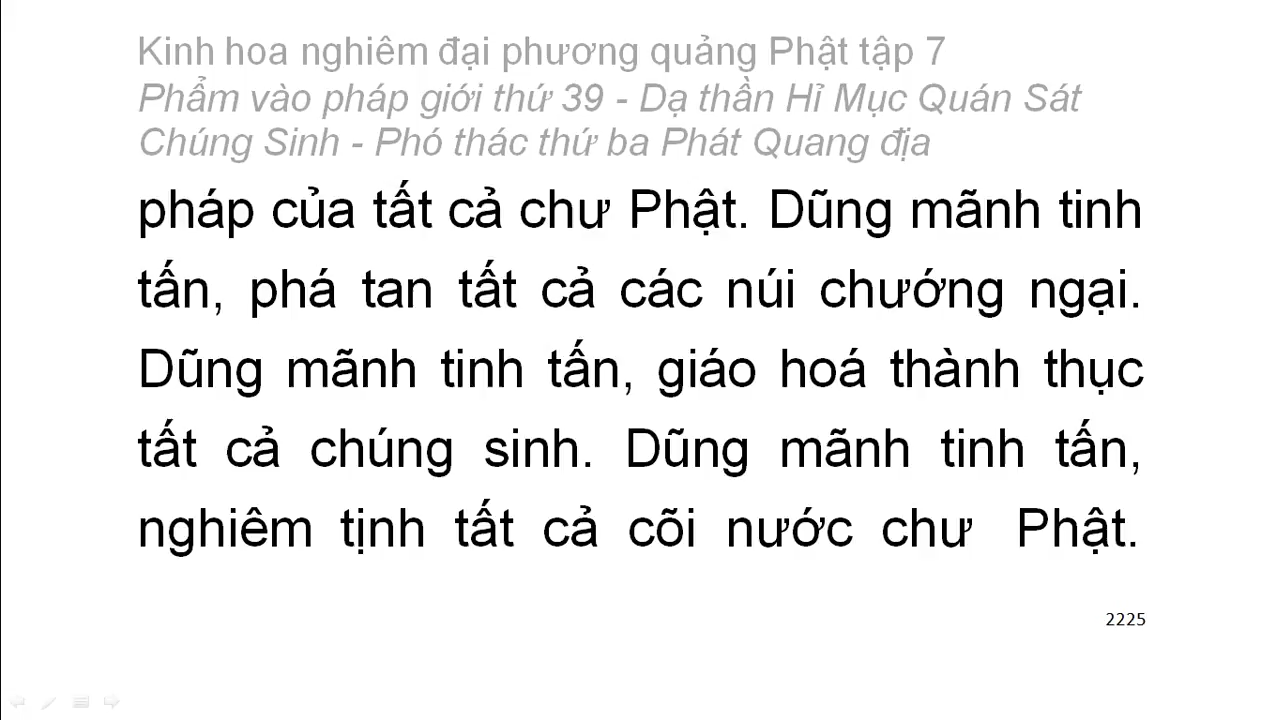 Kinh hoa nghiêm đại phương quảng Phật tập 7
Phẩm vào pháp giới thứ 39 - Dạ thần Hỉ Mục Quán Sát
Chúng Sinh - Phó thác thứ ba Phát Quang địa
pháp của tất cả chư Phật. Dũng mãnh tinh
tấn, phá tan tất cả các núi chướng ngại.
Dũng mãnh tinh tấn, giáo hoá thành thục
tất cả chúng sinh. Dũng mãnh tinh tấn,
nghiêm tịnh tất cả cõi nước chư Phật.
2225